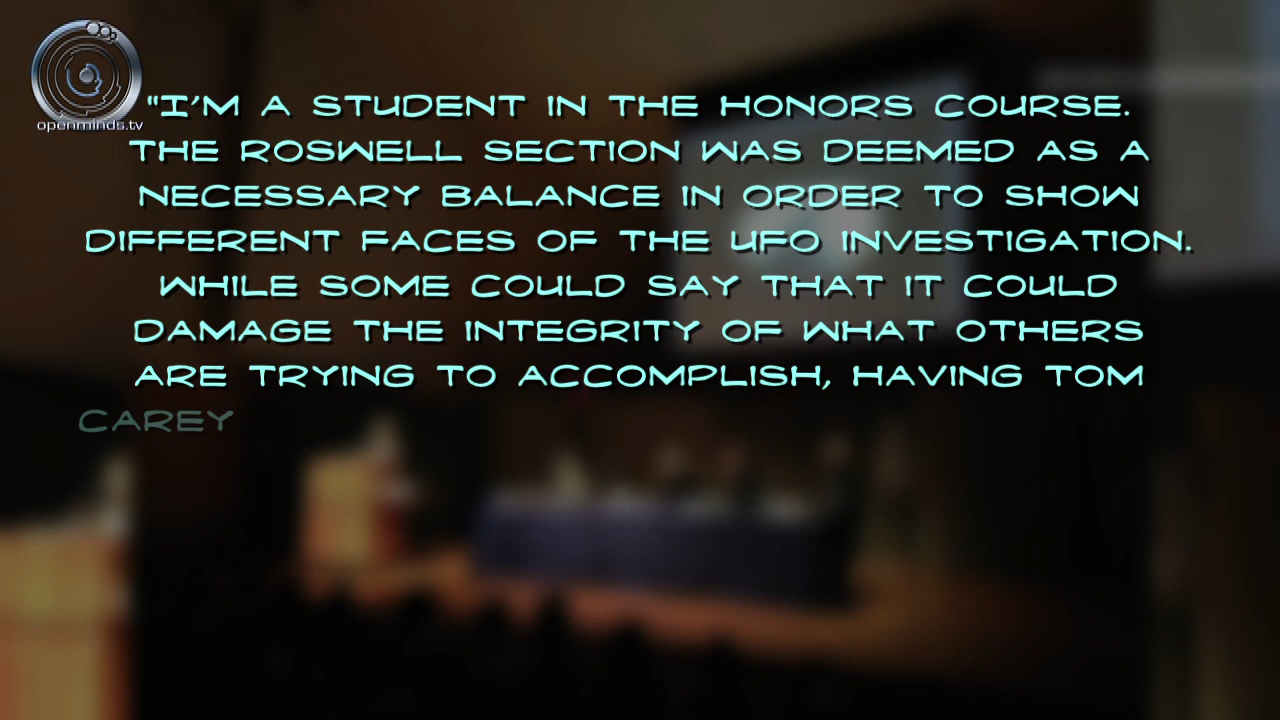 openminds.tv
"I'M A STUDENT IN THE HONORS COURSE.
THE ROSWELL SECTION WAS DEEMED AS A
NECESSARY BALANCE IN ORDER TO SHOW
DIFFERENT FACES OF THE UFO INVESTIGATION.
WHILE SOME COULD SAY THAT IT COULD
DAMAGE THE INTEGRITY OF WHAT OTHERS
ARE TRYING TO ACCOMPLISH, HAVING TOM
CAREY